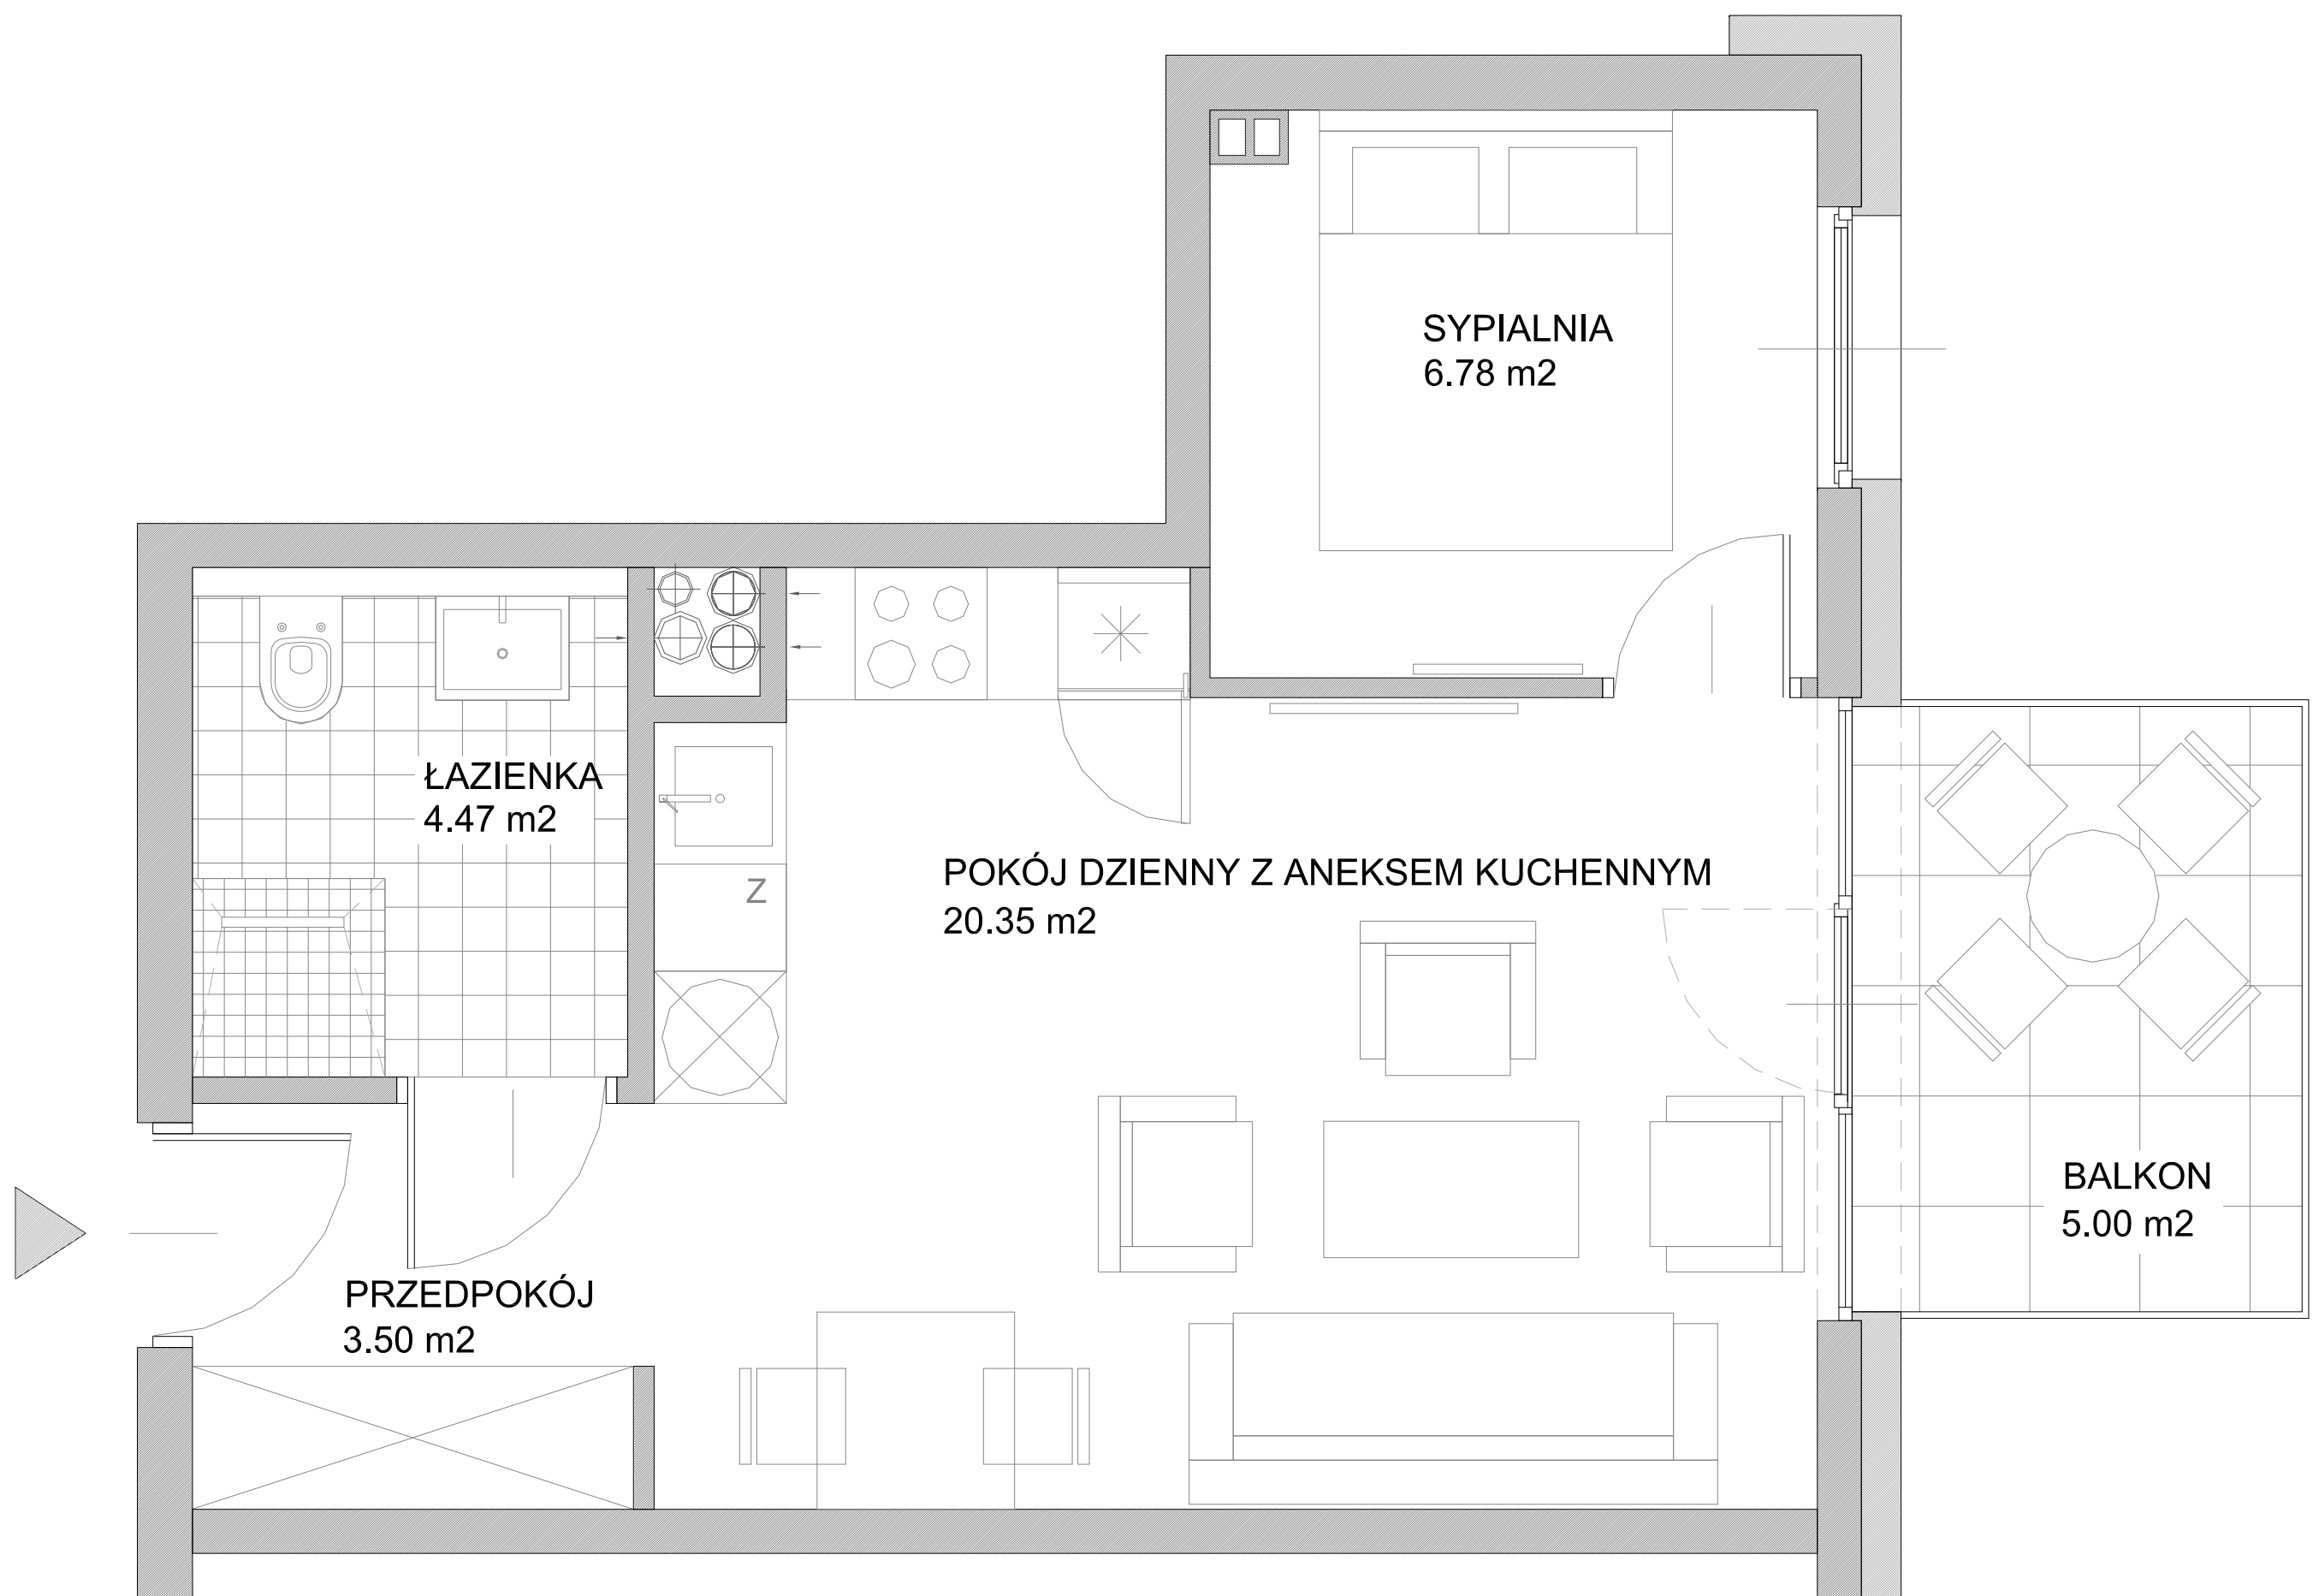 SYPIALNIA
6.78 m2
ŁAZIENKA
4.47 m2
Z
POKÓJ DZIENNY Z ANEKSEM KUCHENNYM
20.35 m2
BALKON
5.00 m2
PRZEDPOKÓJ
3.50 m2